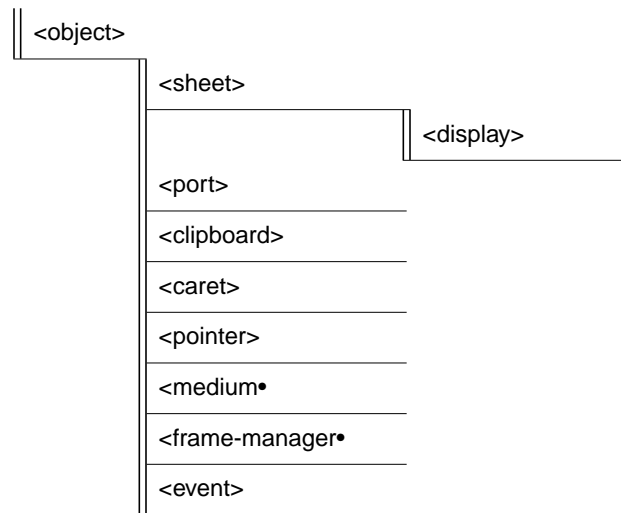 <object>
<sheet>
<display>
<port>
<clipboard>
<caret>
<pointer>
<medium•
<frame-manager•
<event>